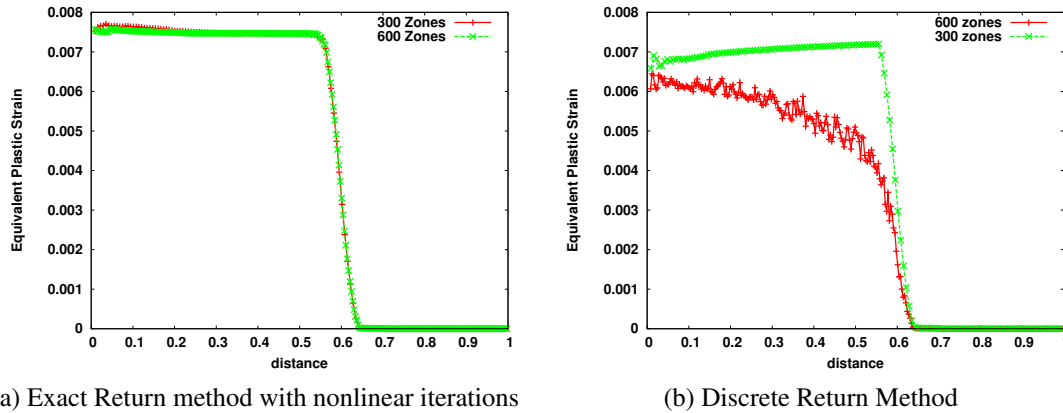 0.008
0.007
0.006
0.005
0.004
0.003
0.002
0.001
0
Equivalent Plastic Strain
300 Zones
600 Zones
0 0.1 0.2 0.3 0.4 0.5 0.6 0.7 0.8 0.9 1
distance
a) Exact Return method with nonlinear iterations
0.008
0.007
0.006
0.005
0.004
0.003
0.002
0.001
0
Equivalent Plastic Strain
600 zones
300 zones
0 0.1 0.2 0.3 0.4 0.5 0.6 0.7 0.8 0.9 1
distance
(b) Discrete Return Method